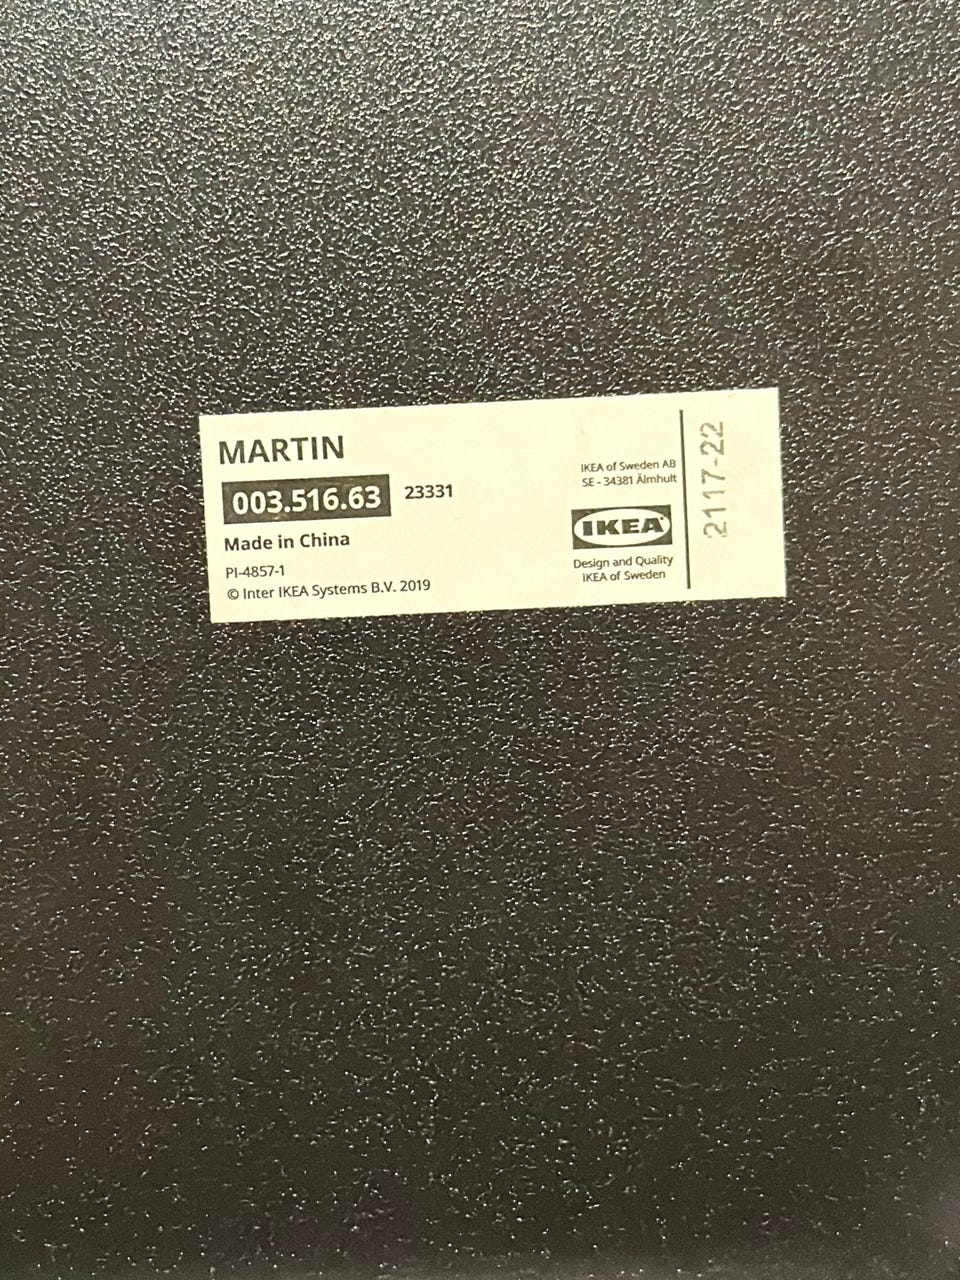 MARTIN
003.516.63 23331
Made in China
PI-4857-1
© Inter IKEA Systems B.V. 2019
IKEA of Sweden AB
SE - 34381 Älmhult
IKEA
Design and Quality
IKEA of Sweden
2117-22